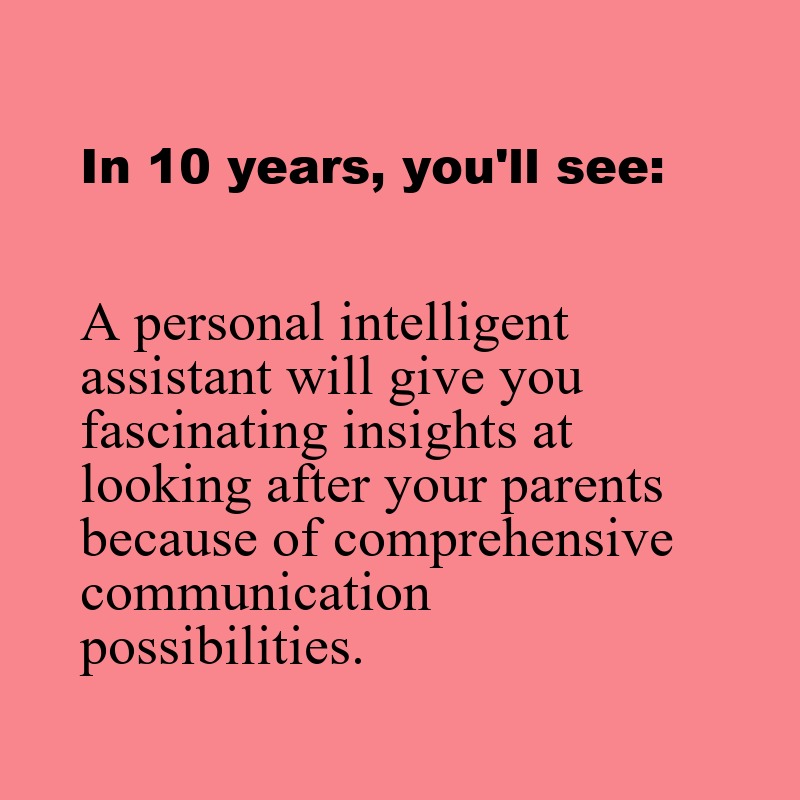 In 10 years, you'll see:
A personal intelligent
assistant will give you
fascinating insights at
looking after your parents
because of comprehensive
communication
possibilities.